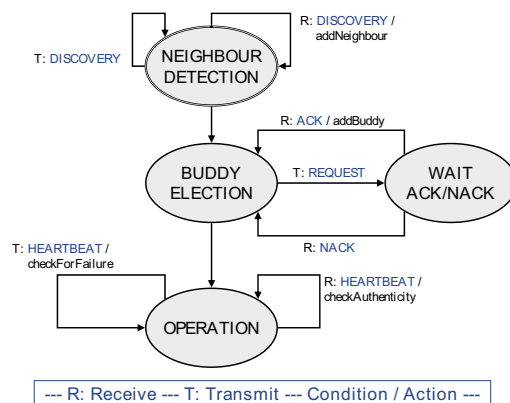 R: DISCOVERY /
addNeighbour
T: DISCOVERY
NEIGHBOUR
DETECTION
R: ACK / addBuddy
BUDDY
ELECTION
T: REQUEST
WAIT
ACK/NACK
R: NACK
T: HEARTBEAT /
checkForFailure
R: HEARTBEAT /
checkAuthenticity
OPERATION
--- R: Receive --- T: Transmit --- Condition / Action ---